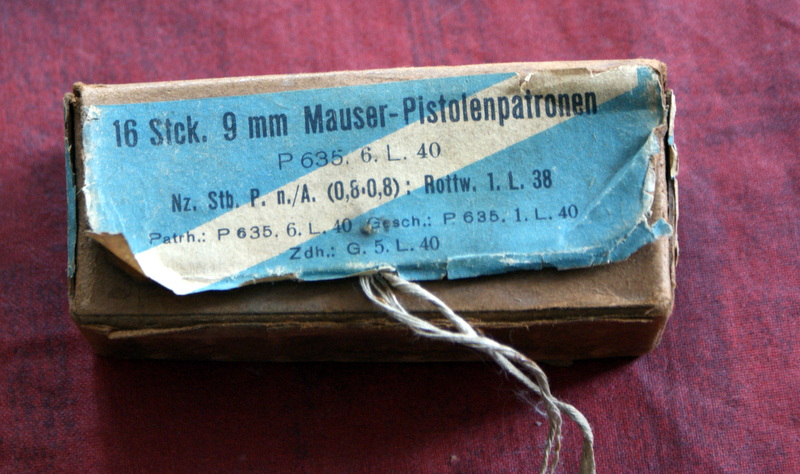 16 Stck. 9 mm Mauser-Pistolenpatronen
P 635. 6. L. 40
Nz. Stb. P. n./A. (0,8·0,8): Rottw. 1. L. 38
Patrh.: P 635. 6. L. 40 Gesch.: P 635. 1. L. 40
Zdh.: G. 5. L. 40